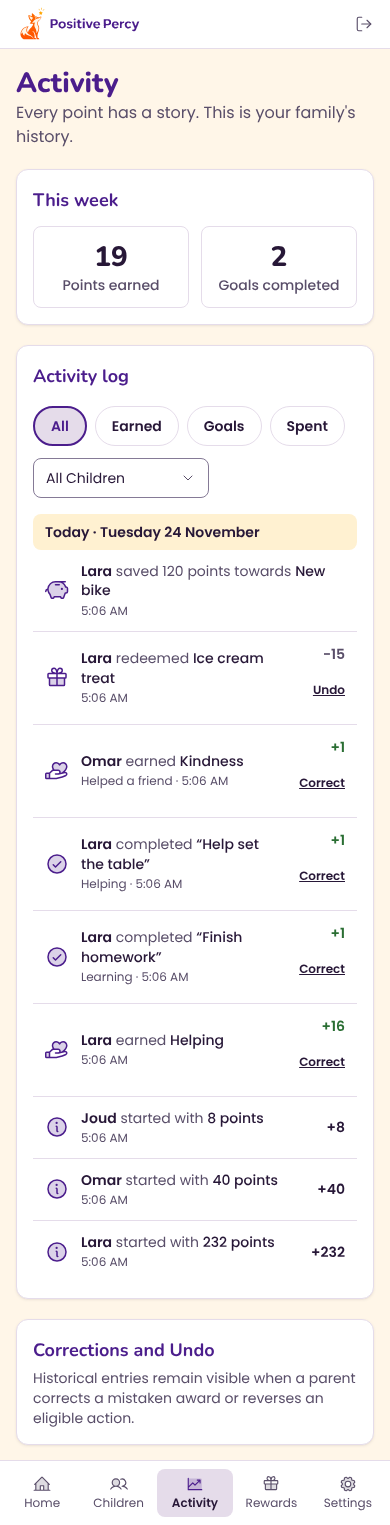 Positive Percy
Activity
Every point has a story. This is your family's
history.
This week
19
Points earned
2
Goals completed
Activity log
All
Earned
Goals
Spent
All Children
Today · Tuesday 24 November
Lara saved 120 points towards New
bike
5:06 AM
Lara redeemed Ice cream
treat
5:06 AM
-15
Undo
Omar earned Kindness
Helped a friend · 5:06 AM
+1
Correct
Lara completed “Help set
the table”
Helping · 5:06 AM
+1
Correct
Lara completed “Finish
homework”
Learning · 5:06 AM
+1
Correct
Lara earned Helping
5:06 AM
+16
Correct
Joud started with 8 points
5:06 AM
+8
Omar started with 40 points
5:06 AM
+40
Lara started with 232 points
5:06 AM
+232
Corrections and Undo
Historical entries remain visible when a parent
corrects a mistaken award or reverses an
eligible action.
Home
Children
Activity
Rewards
Settings